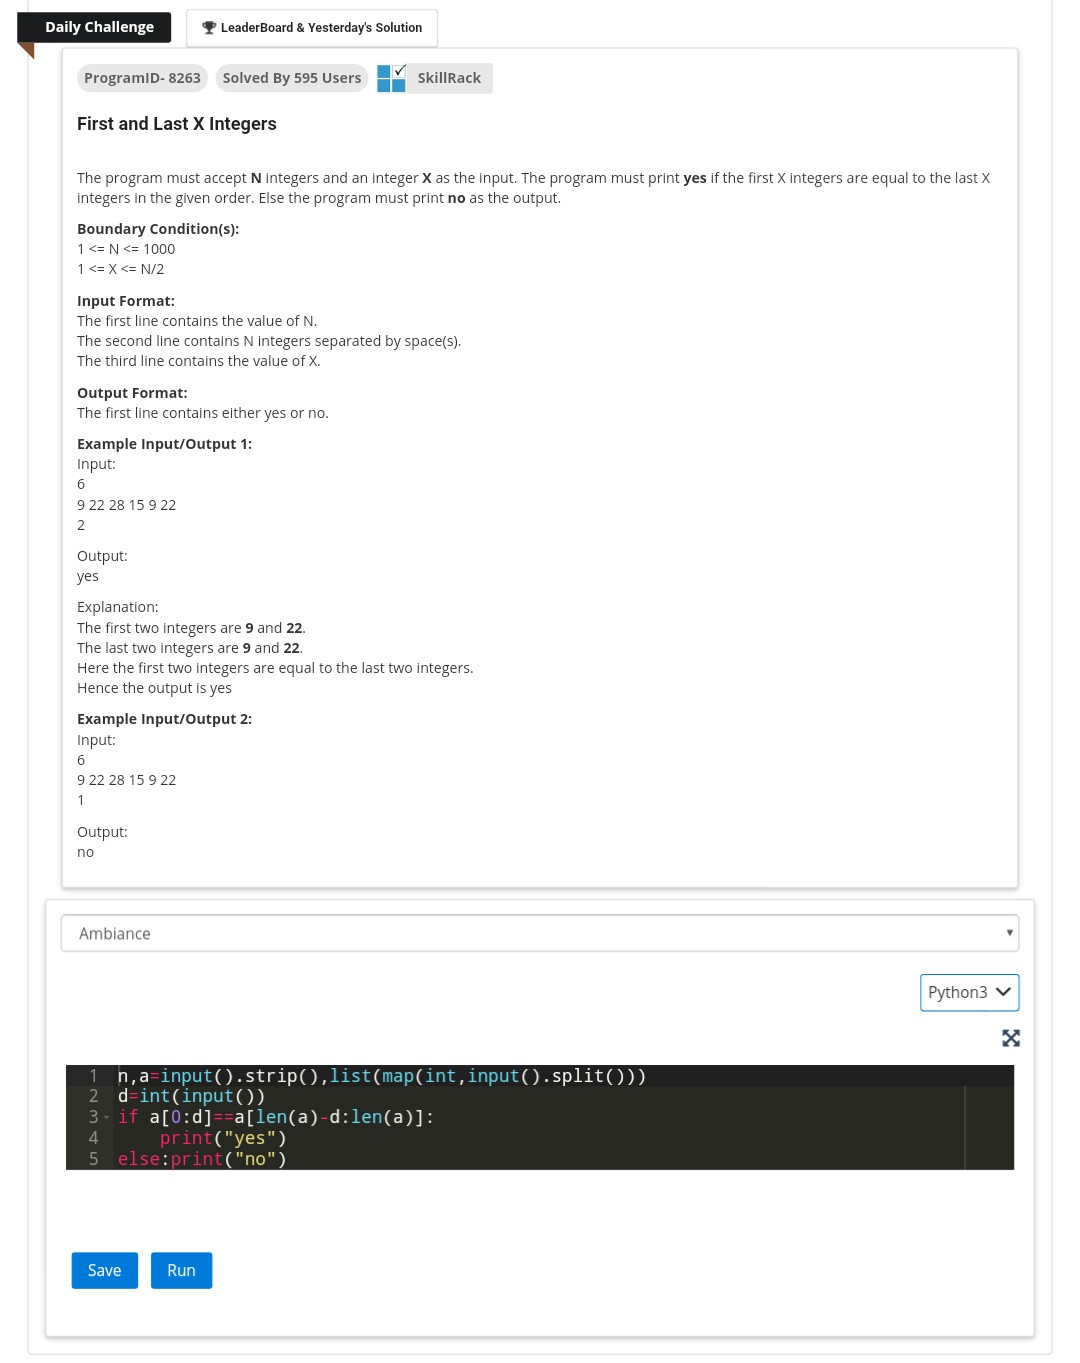 Daily Challenge
LeaderBoard & Yesterday's Solution
ProgramID- 8263
Solved By 595 Users
SkillRack
First and Last X Integers
The program must accept N integers and an integer X as the input. The program must print yes if the first X integers are equal to the last X
integers in the given order. Else the program must print no as the output.
Boundary Condition(s):
1 <= N <= 1000
1 <= X <= N/2
Input Format:
The first line contains the value of N.
The second line contains N integers separated by space(s).
The third line contains the value of X.
Output Format:
The first line contains either yes or no.
Example Input/Output 1:
Input:
6
9 22 28 15 9 22
2
Output:
yes
Explanation:
The first two integers are 9 and 22.
The last two integers are 9 and 22.
Here the first two integers are equal to the last two integers.
Hence the output is yes
Example Input/Output 2:
Input:
6
9 22 28 15 9 22
1
Output:
no
Ambiance
Python3
1 n,a=input().strip(),list(map(int,input().split()))
2 d=int(input())
3 if a[0:d]==a[len(a)-d:len(a)]:
4     print("yes")
5 else:print("no")
Save
Run